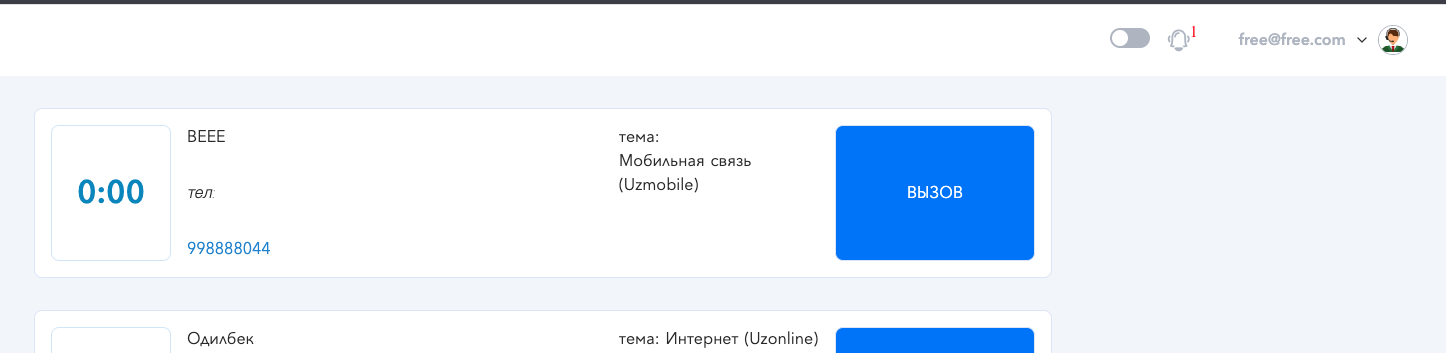 1
free@free.com
0:00
BEEE
тема:
Мобильная связь
(Uzmobile)
тел:
998888044
ВЫЗОВ
Одилбек
тема: Интернет (Uzonline)